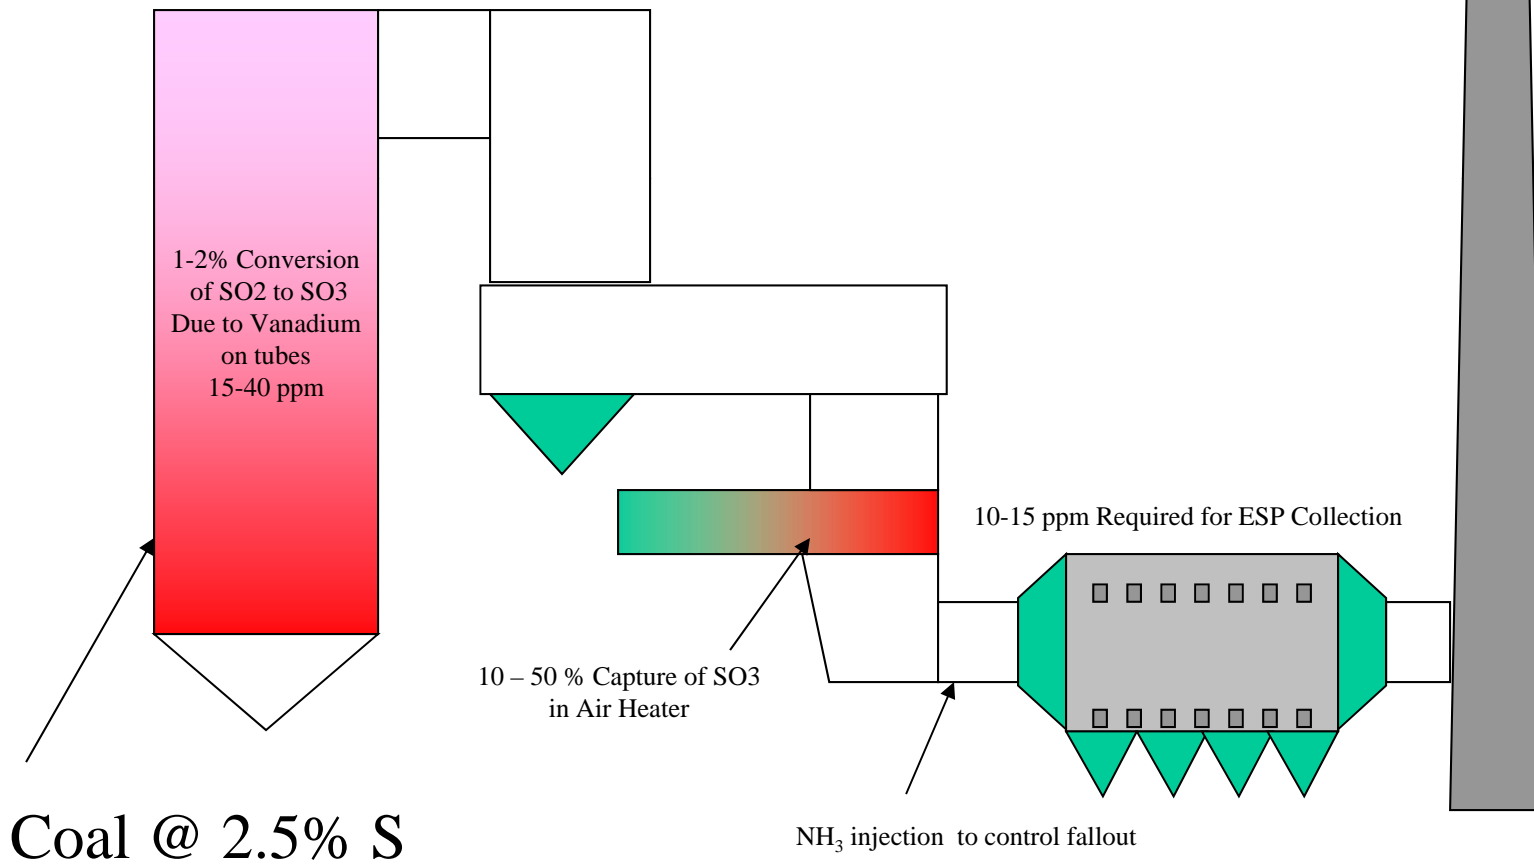 1-2% Conversion
of SO2 to SO3
Due to Vanadium
on tubes
15-40 ppm
10-15 ppm Required for ESP Collection
10 – 50 % Capture of SO3
in Air Heater
NH₃ injection to control fallout
Coal @ 2.5% S